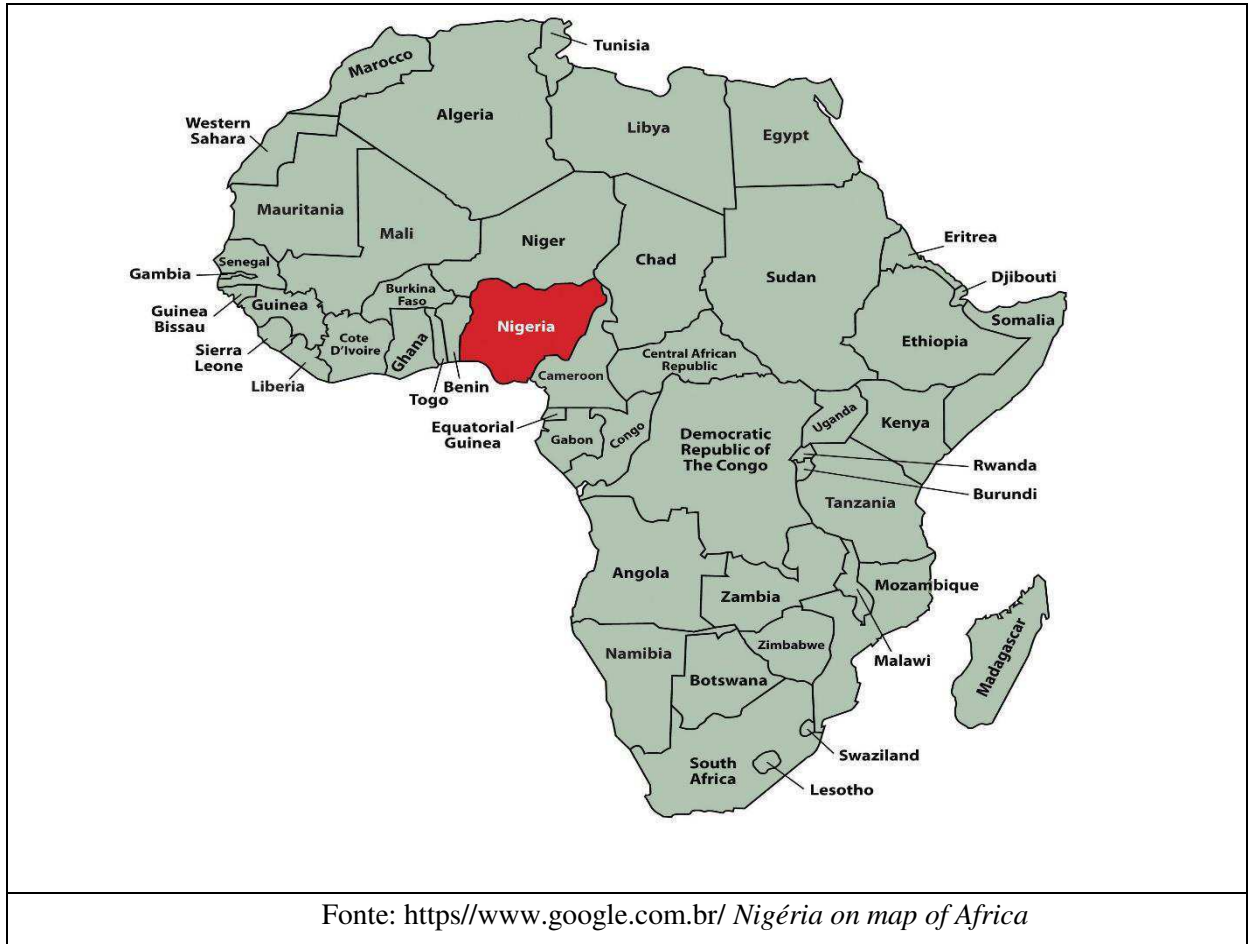 Tunisia
Marocco
Algeria
Libya
Egypt
Western
Sahara
Mauritania
Mali
Niger
Chad
Sudan
Eritrea
Djibouti
Senegal
Gambia
Guinea
Bissau
Guinea
Burkina
Faso
Nigeria
Somalia
Ethiopia
Sierra
Leone
Cote
D'Ivoire
Ghana
Liberia
Togo
Benin
Cameroon
Central African
Republic
Equatorial
Guinea
Gabon
Congo
Democratic
Republic of
The Congo
Uganda
Kenya
Rwanda
Burundi
Tanzania
Angola
Zambia
Mozambique
Malawi
Madagascar
Namibia
Zimbabwe
Botswana
South
Africa
Swaziland
Lesotho
Fonte: https//www.google.com.br/ Nigéria on map of Africa